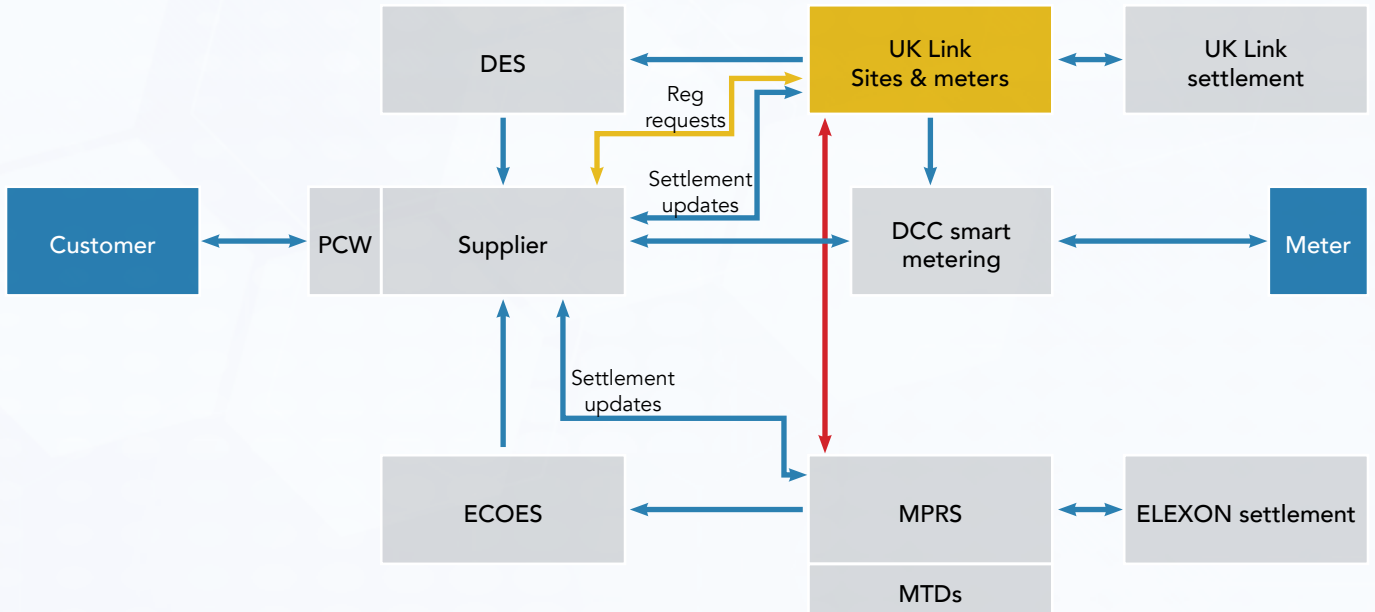 DES
UK Link
Sites & meters
UK Link
settlement
Reg
requests
Settlement
updates
Customer
PCW
Supplier
DCC smart
metering
Meter
Settlement
updates
ECOES
MPRS
ELEXON settlement
MTDs